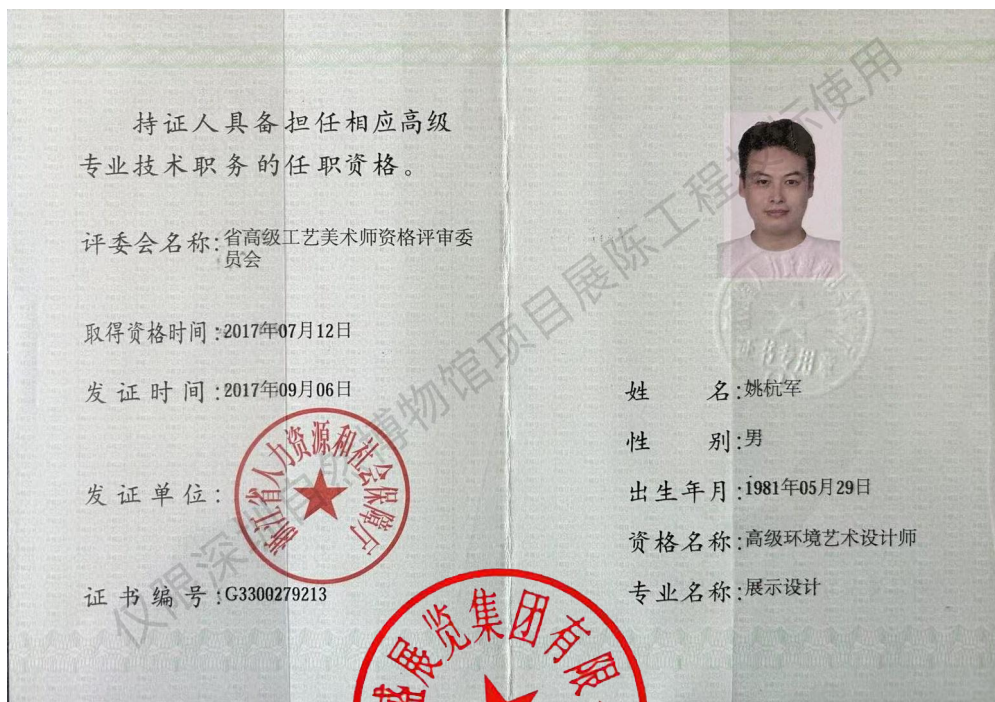 持证人具备担任相应高级
专业技术职务的任职资格。
评委会名称:省高级工艺美术师资格评审委
员会
取得资格时间:2017年07月12日
发证时间:2017年09月06日
发证单位:
浙江省人力资源和社会保障厅
证书编号:G3300279213
姓名:姚杭军
性别:男
出生年月:1981年05月29日
资格名称:高级环境艺术设计师
专业名称:展示设计
证书专用章
展览集团有限
仅限深圳自然博物馆项目展陈工程投标使用